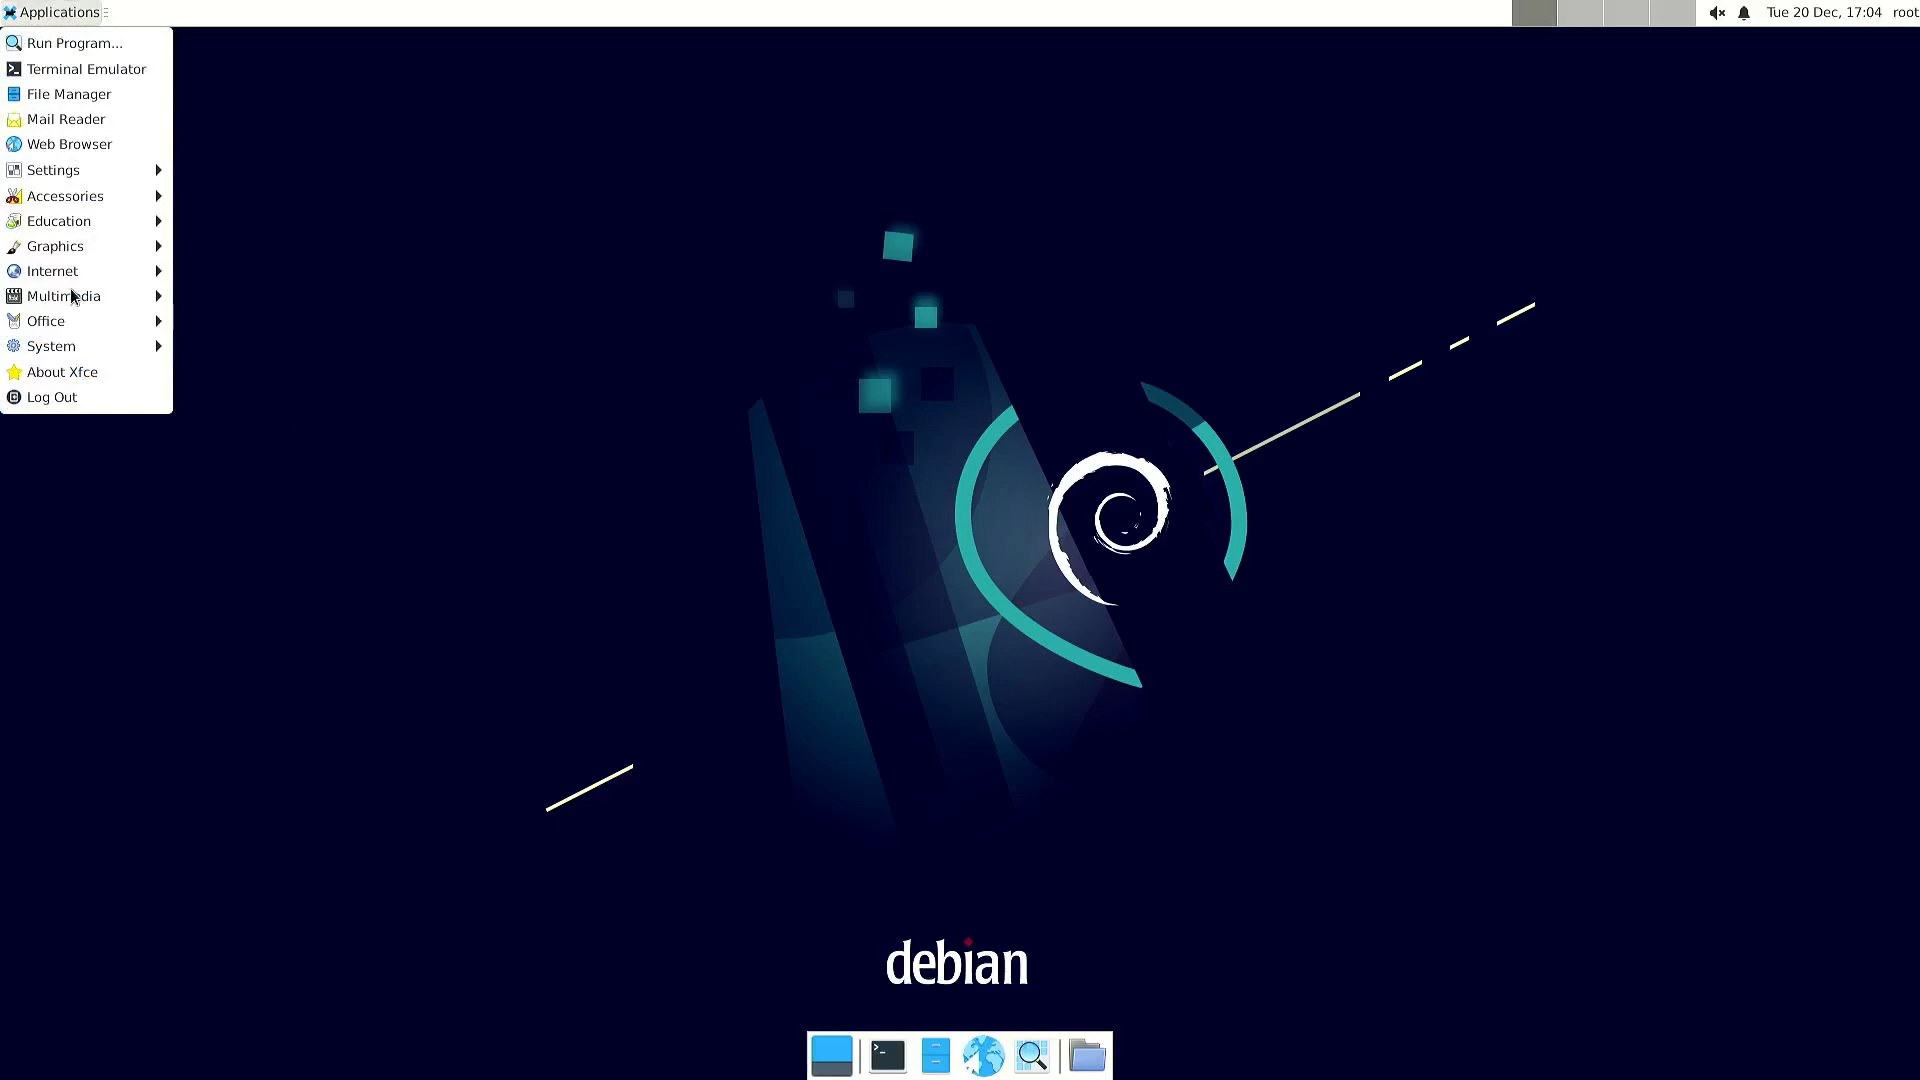 Applications
Tue 20 Dec, 17:04
root
Run Program...
Terminal Emulator
File Manager
Mail Reader
Web Browser
Settings
Accessories
Education
Graphics
Internet
Multimedia
Office
System
About Xfce
Log Out
debian